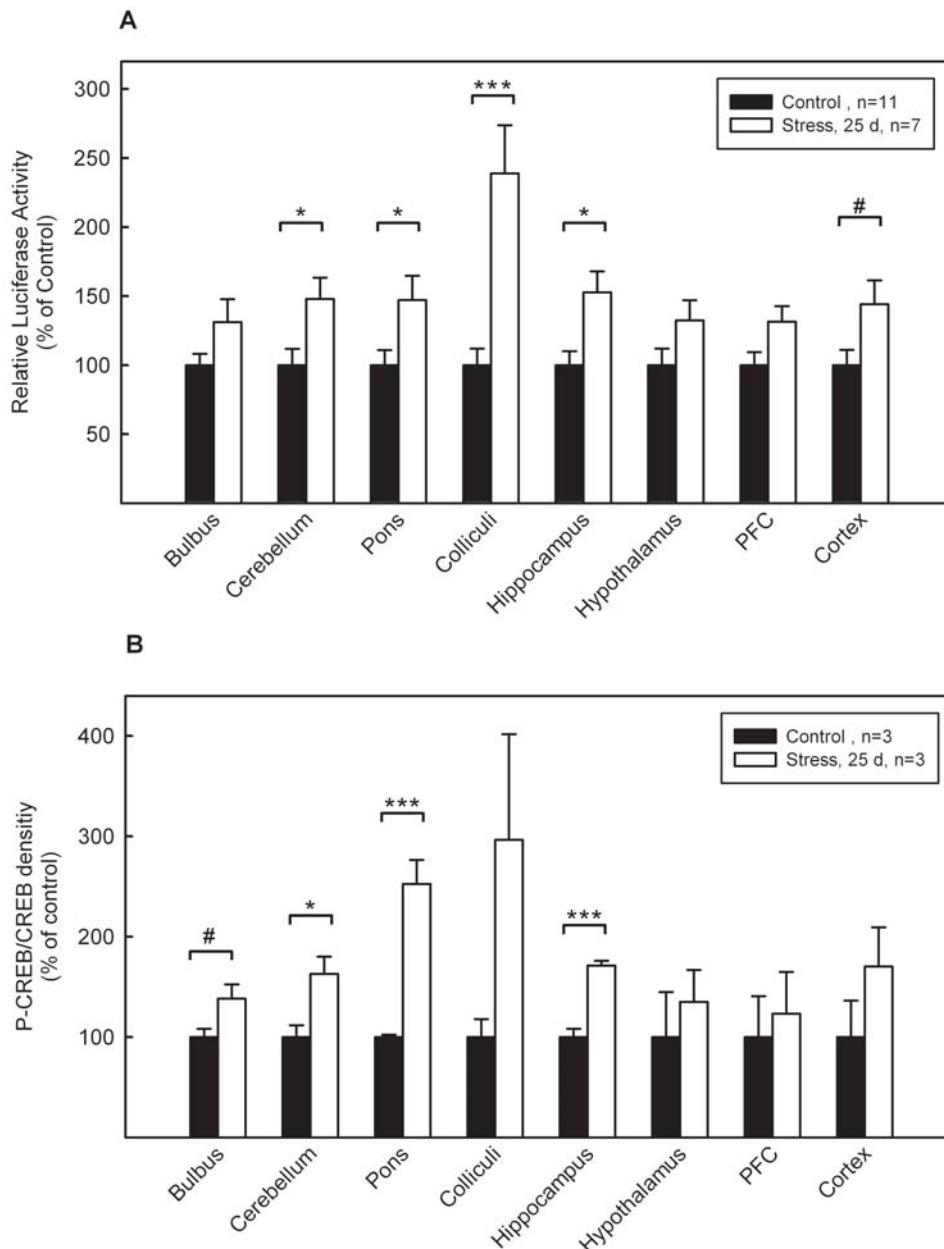 A
Relative Luciferase Activity
(% of Control)
300
250
200
150
100
50
Control , n=11
Stress, 25 d, n=7
*
*
***
*
#
Bulbus
Cerebellum
Pons
Colliculi
Hippocampus
Hypothalamus
PFC
Cortex
B
P-CREB/CREB densitiy
(% of control)
400
300
200
100
Control , n=3
Stress, 25 d, n=3
#
*
***
***
Bulbus
Cerebellum
Pons
Colliculi
Hippocampus
Hypothalamus
PFC
Cortex